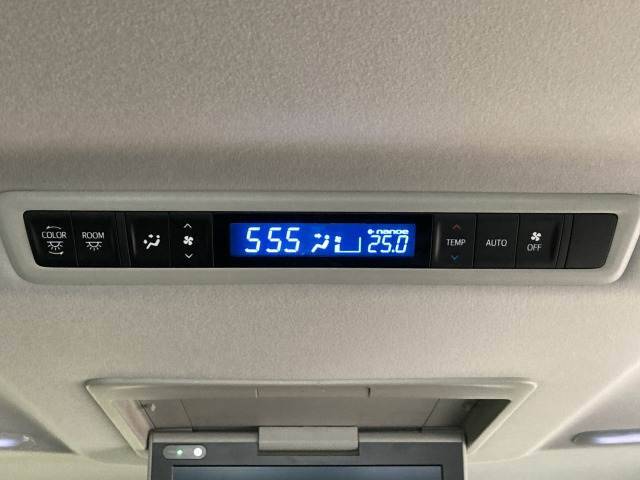 COLOR
ROOM
555
nanoe
25.0
TEMP
AUTO
OFF